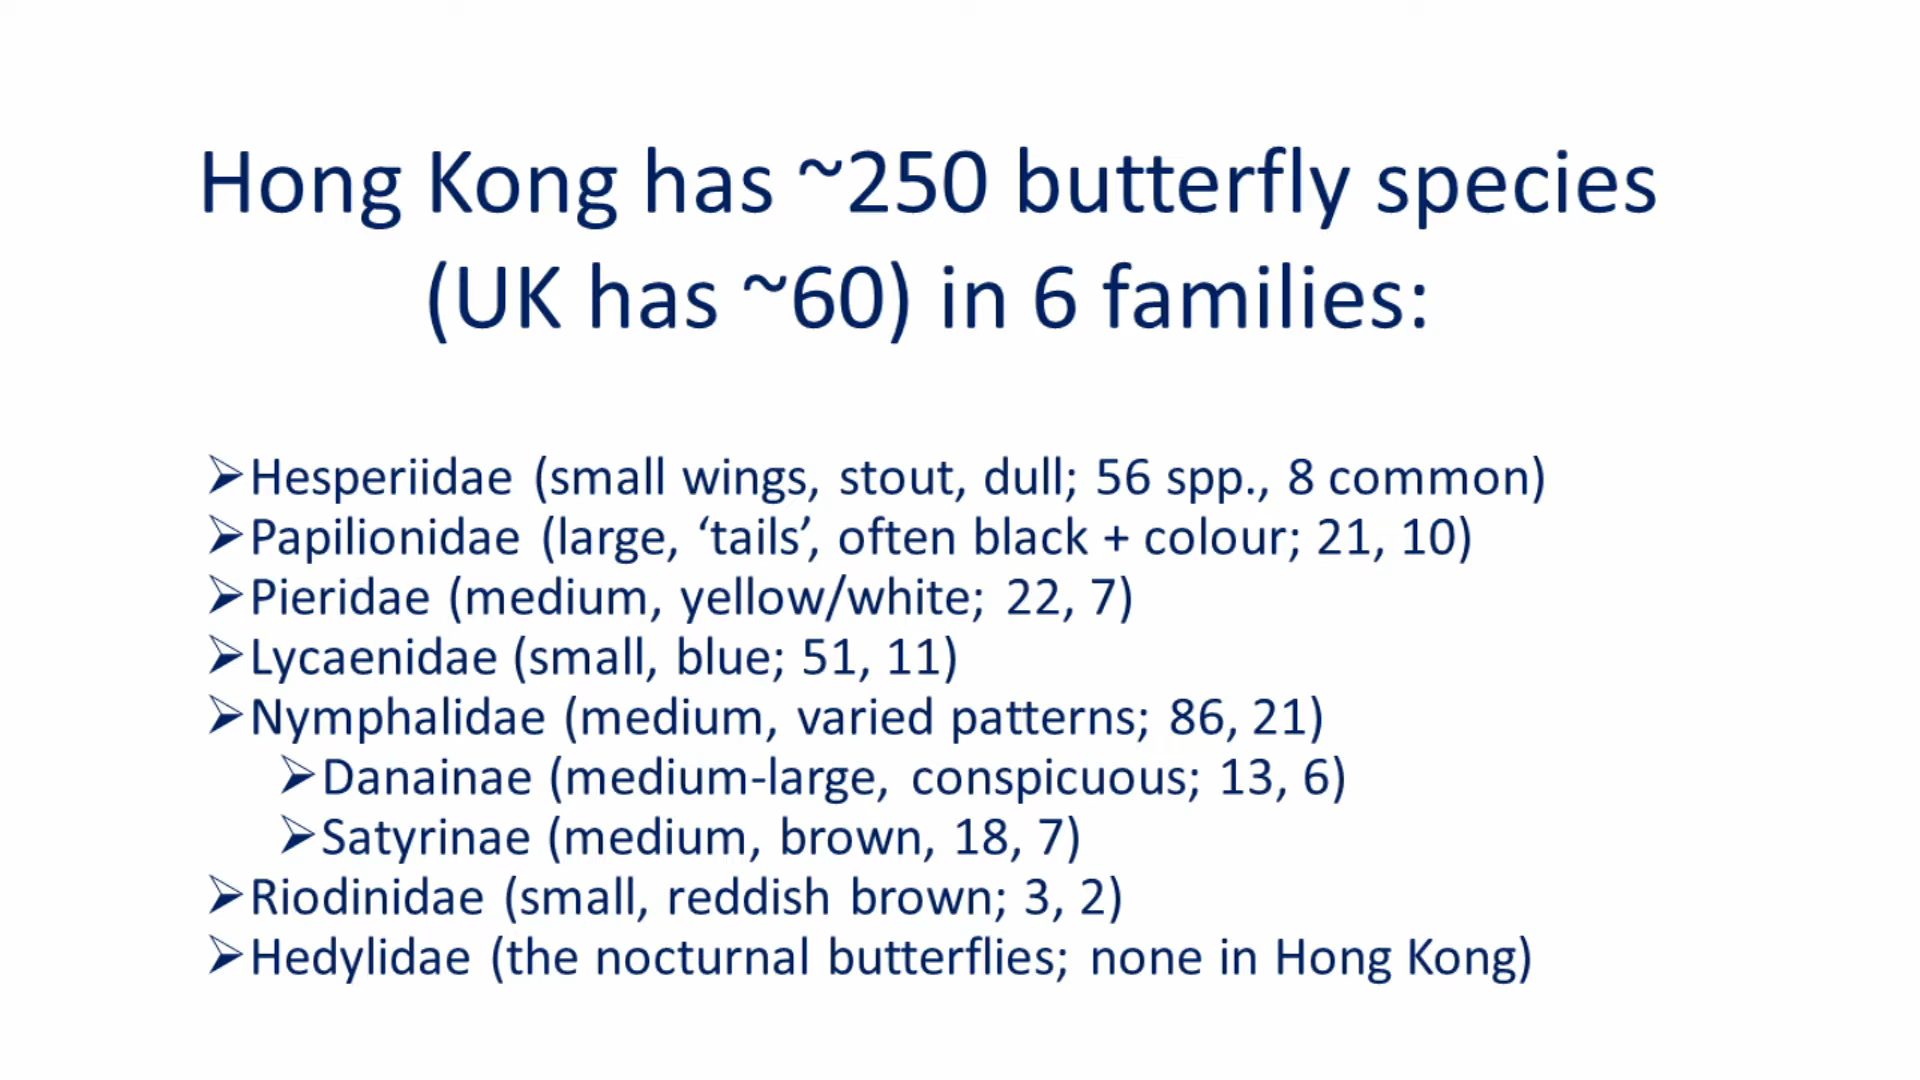 Hong Kong has ~250 butterfly species
(UK has ~60) in 6 families:
➢Hesperiidae (small wings, stout, dull; 56 spp., 8 common)
➢Papilionidae (large, ‘tails’, often black + colour; 21, 10)
➢Pieridae (medium, yellow/white; 22, 7)
➢Lycaenidae (small, blue; 51, 11)
➢Nymphalidae (medium, varied patterns; 86, 21)
➢Danainae (medium-large, conspicuous; 13, 6)
➢Satyrinae (medium, brown, 18, 7)
➢Riodinidae (small, reddish brown; 3, 2)
➢Hedylidae (the nocturnal butterflies; none in Hong Kong)